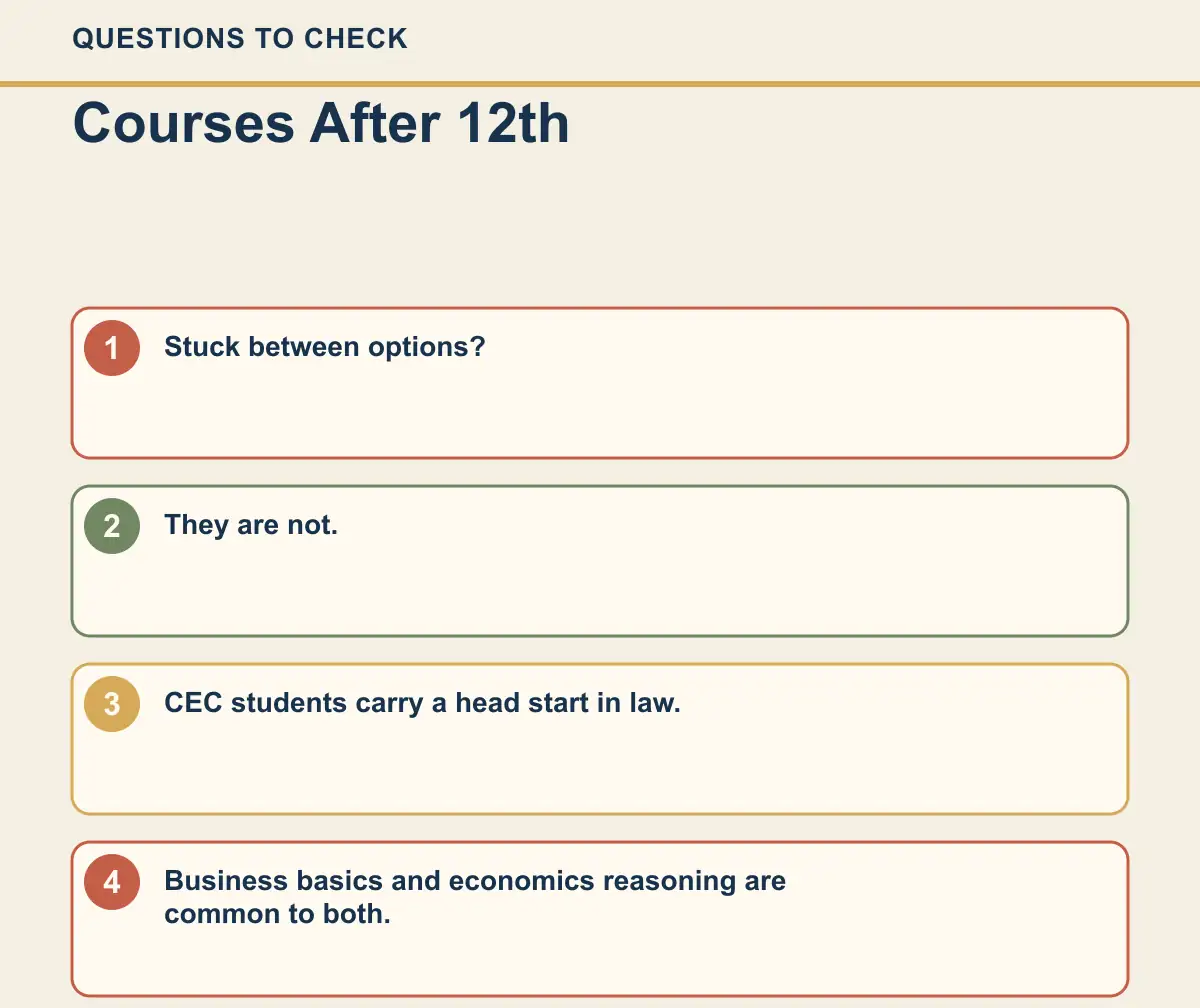 QUESTIONS TO CHECK
Courses After 12th
1
Stuck between options?
2
They are not.
3
CEC students carry a head start in law.
4
Business basics and economics reasoning are
common to both.